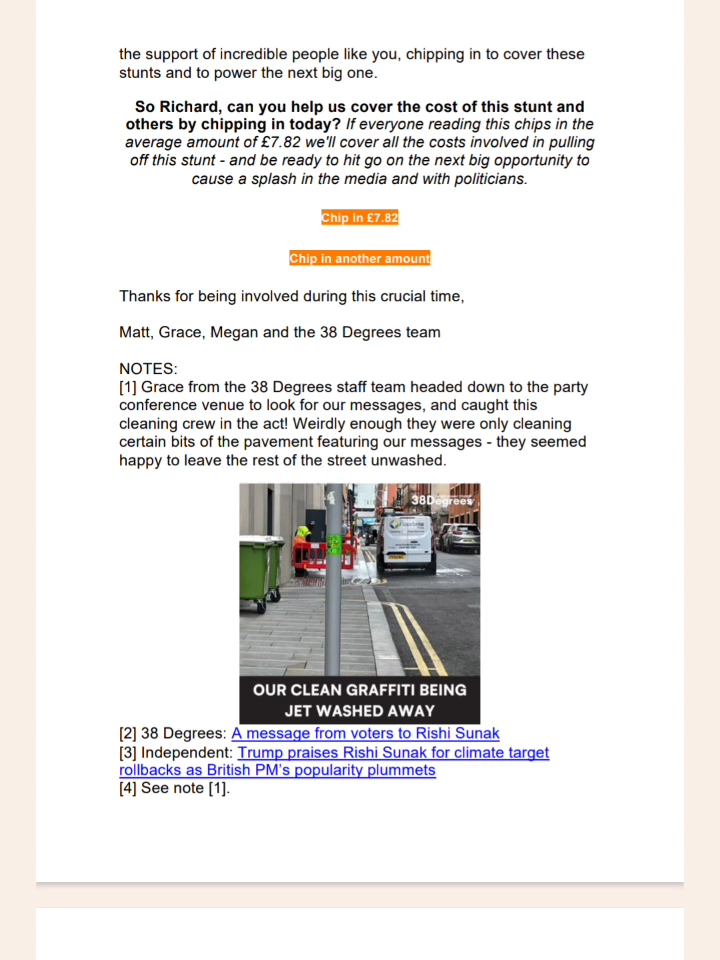 the support of incredible people like you, chipping in to cover these
stunts and to power the next big one.
So Richard, can you help us cover the cost of this stunt and
others by chipping in today? If everyone reading this chips in the
average amount of £7.82 we'll cover all the costs involved in pulling
off this stunt - and be ready to hit go on the next big opportunity to
cause a splash in the media and with politicians.
Chip in £7.82
Chip in another amount
Thanks for being involved during this crucial time,
Matt, Grace, Megan and the 38 Degrees team
NOTES:
[1] Grace from the 38 Degrees staff team headed down to the party
conference venue to look for our messages, and caught this
cleaning crew in the act! Weirdly enough they were only cleaning
certain bits of the pavement featuring our messages - they seemed
happy to leave the rest of the street unwashed.
38Degrees
OUR CLEAN GRAFFITI BEING
JET WASHED AWAY
[2] 38 Degrees: A message from voters to Rishi Sunak
[3] Independent: Trump praises Rishi Sunak for climate target
rollbacks as British PM's popularity plummets
[4] See note [1].